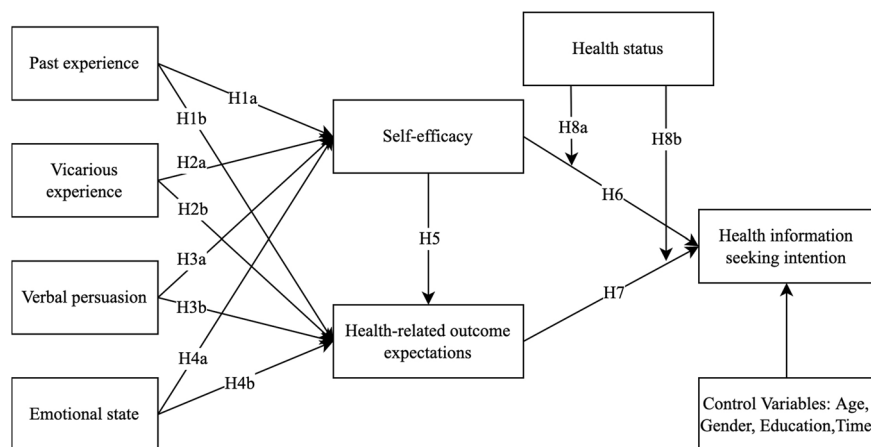 Past experience
Vicarious
experience
Verbal persuasion
Emotional state
H1a
H1b
H2a
H2b
H3a
H3b
H4a
H4b
Self-efficacy
H5
Health-related outcome
expectations
Health status
H8a
H8b
H6
H7
Health information
seeking intention
Control Variables: Age,
Gender, Education,Time